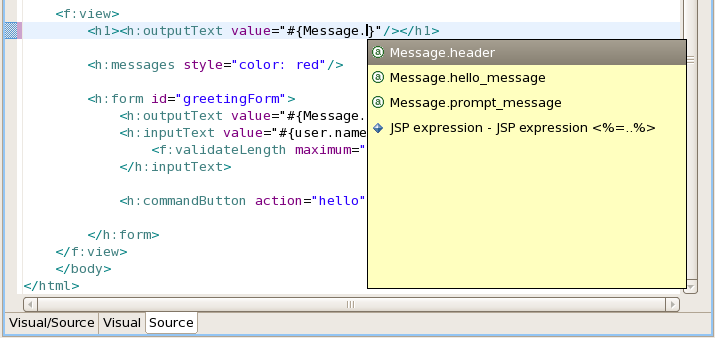 <f:view>
<h1><h:outputText value="#{Message.}"/></h1>
Message.header
<h:messages style="color: red"/>
Message.hello_message
<h:form id="greetingForm">
Message.prompt_message
<h:outputText value="#{Message.
JSP expression - JSP expression <%=..%>
<h:inputText value="#{user.name
<f:validateLength maximum="
</h:inputText>
<h:commandButton action="hello"
</h:form>
</f:view>
</body>
</html>
Visual/Source Visual Source